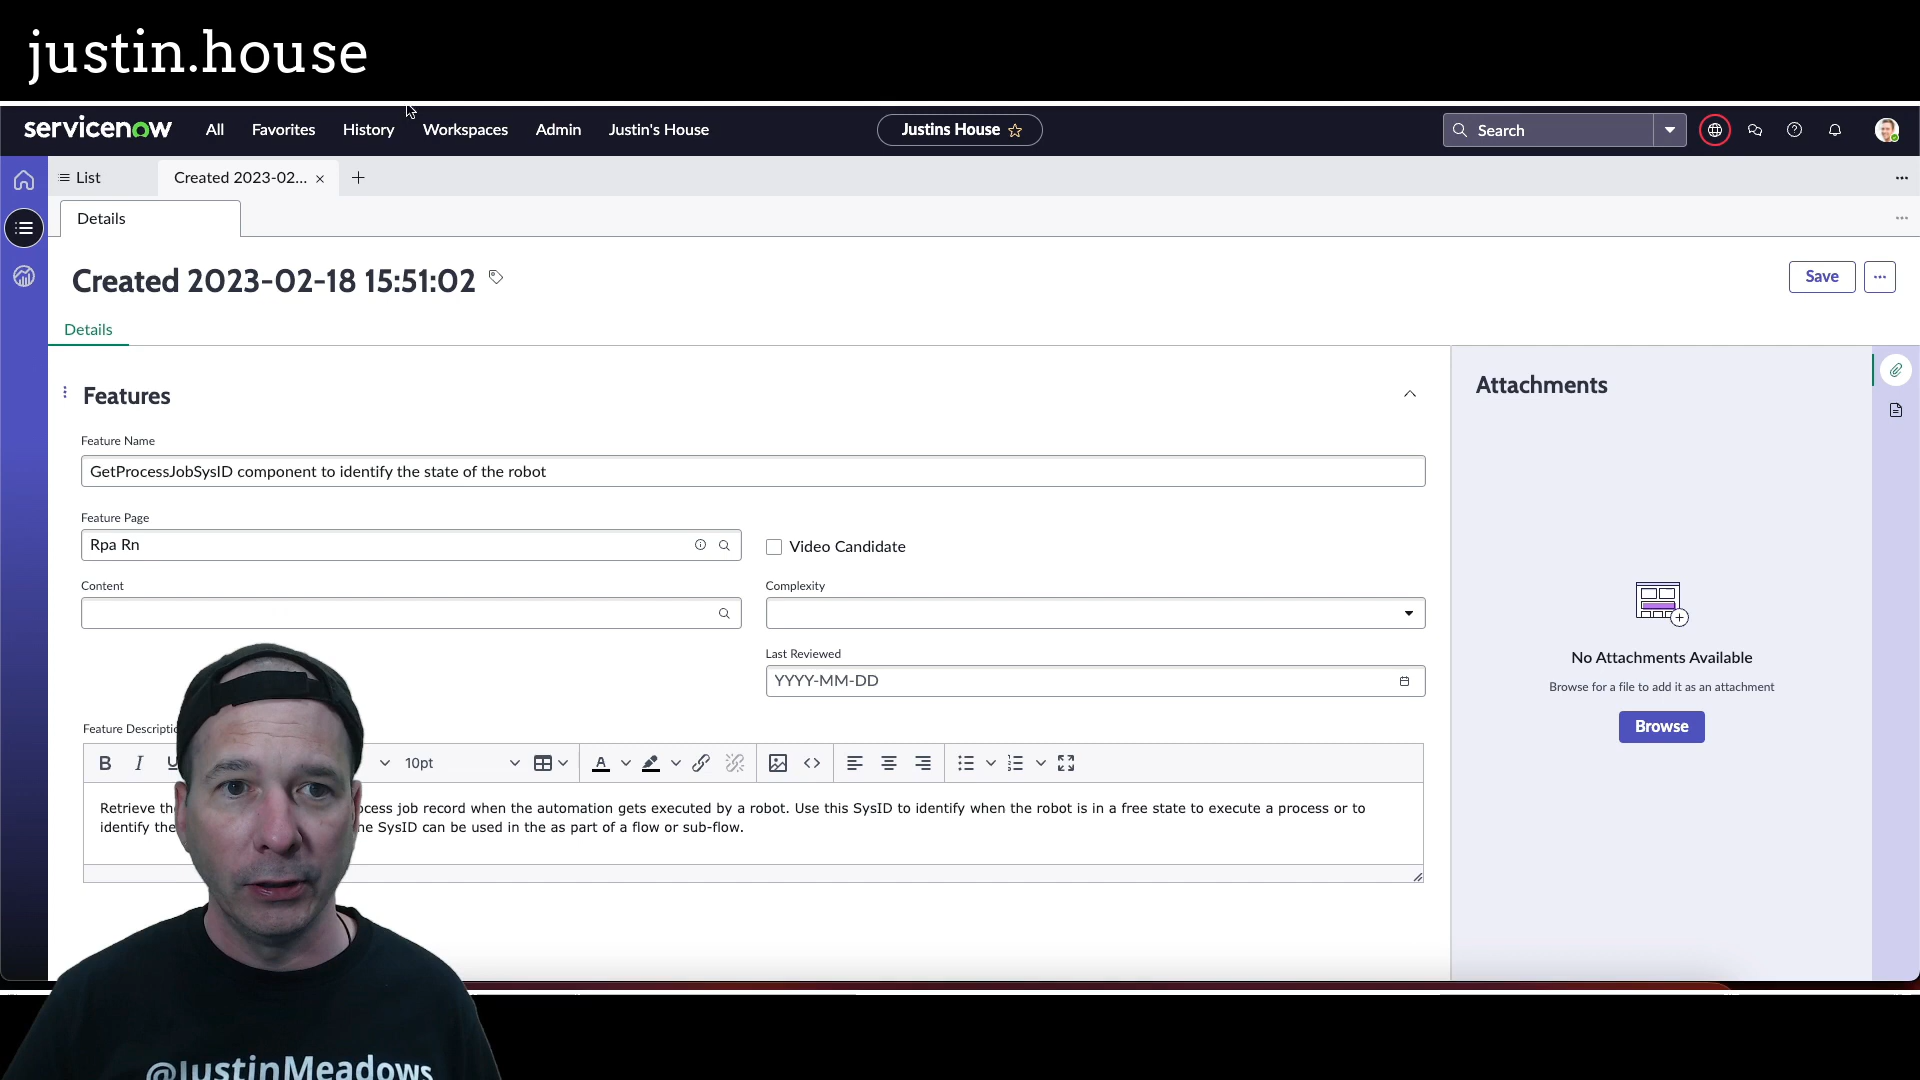 justin.house
servicenow
All
Favorites
History
Workspaces
Admin
Justin's House
Justins House
Search
List
Created 2023-02...
Details
Created 2023-02-18 15:51:02
Save
Details
Features
Attachments
Feature Name
GetProcessJobSysID component to identify the state of the robot
Feature Page
Rpa Rn
Video Candidate
Content
Complexity
Last Reviewed
YYYY-MM-DD
No Attachments Available
Browse for a file to add it as an attachment
Browse
Feature
B I U 10pt A
Retrieve job record when the automation gets executed by a robot. Use this SysID to identify when the robot is in a free state to execute a process or to
identify SysID can be used in the as part of a flow or sub-flow.
@JustinMeadows